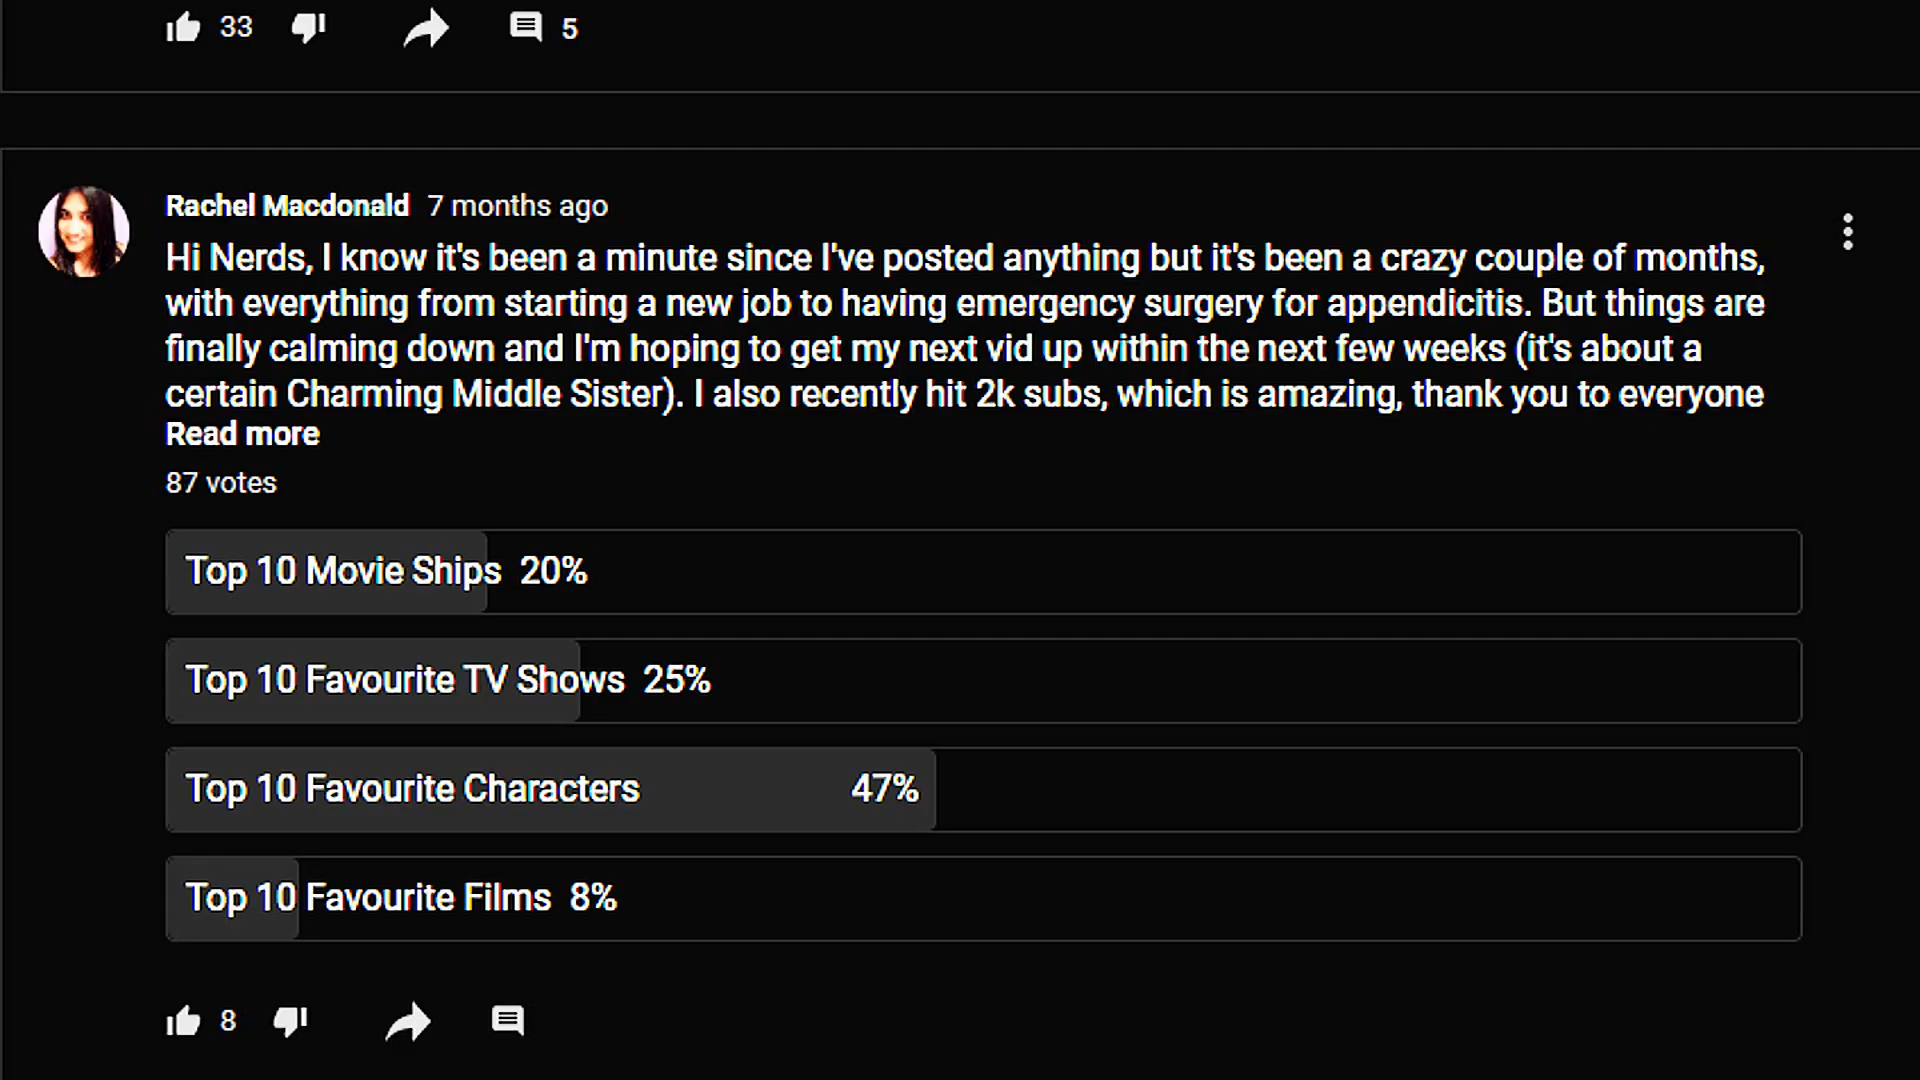 33 5
Rachel Macdonald 7 months ago
Hi Nerds, I know it's been a minute since I've posted anything but it's been a crazy couple of months,
with everything from starting a new job to having emergency surgery for appendicitis. But things are
finally calming down and I'm hoping to get my next vid up within the next few weeks (it's about a
certain Charming Middle Sister). I also recently hit 2k subs, which is amazing, thank you to everyone
Read more
87 votes
Top 10 Movie Ships 20%
Top 10 Favourite TV Shows 25%
Top 10 Favourite Characters 47%
Top 10 Favourite Films 8%
8